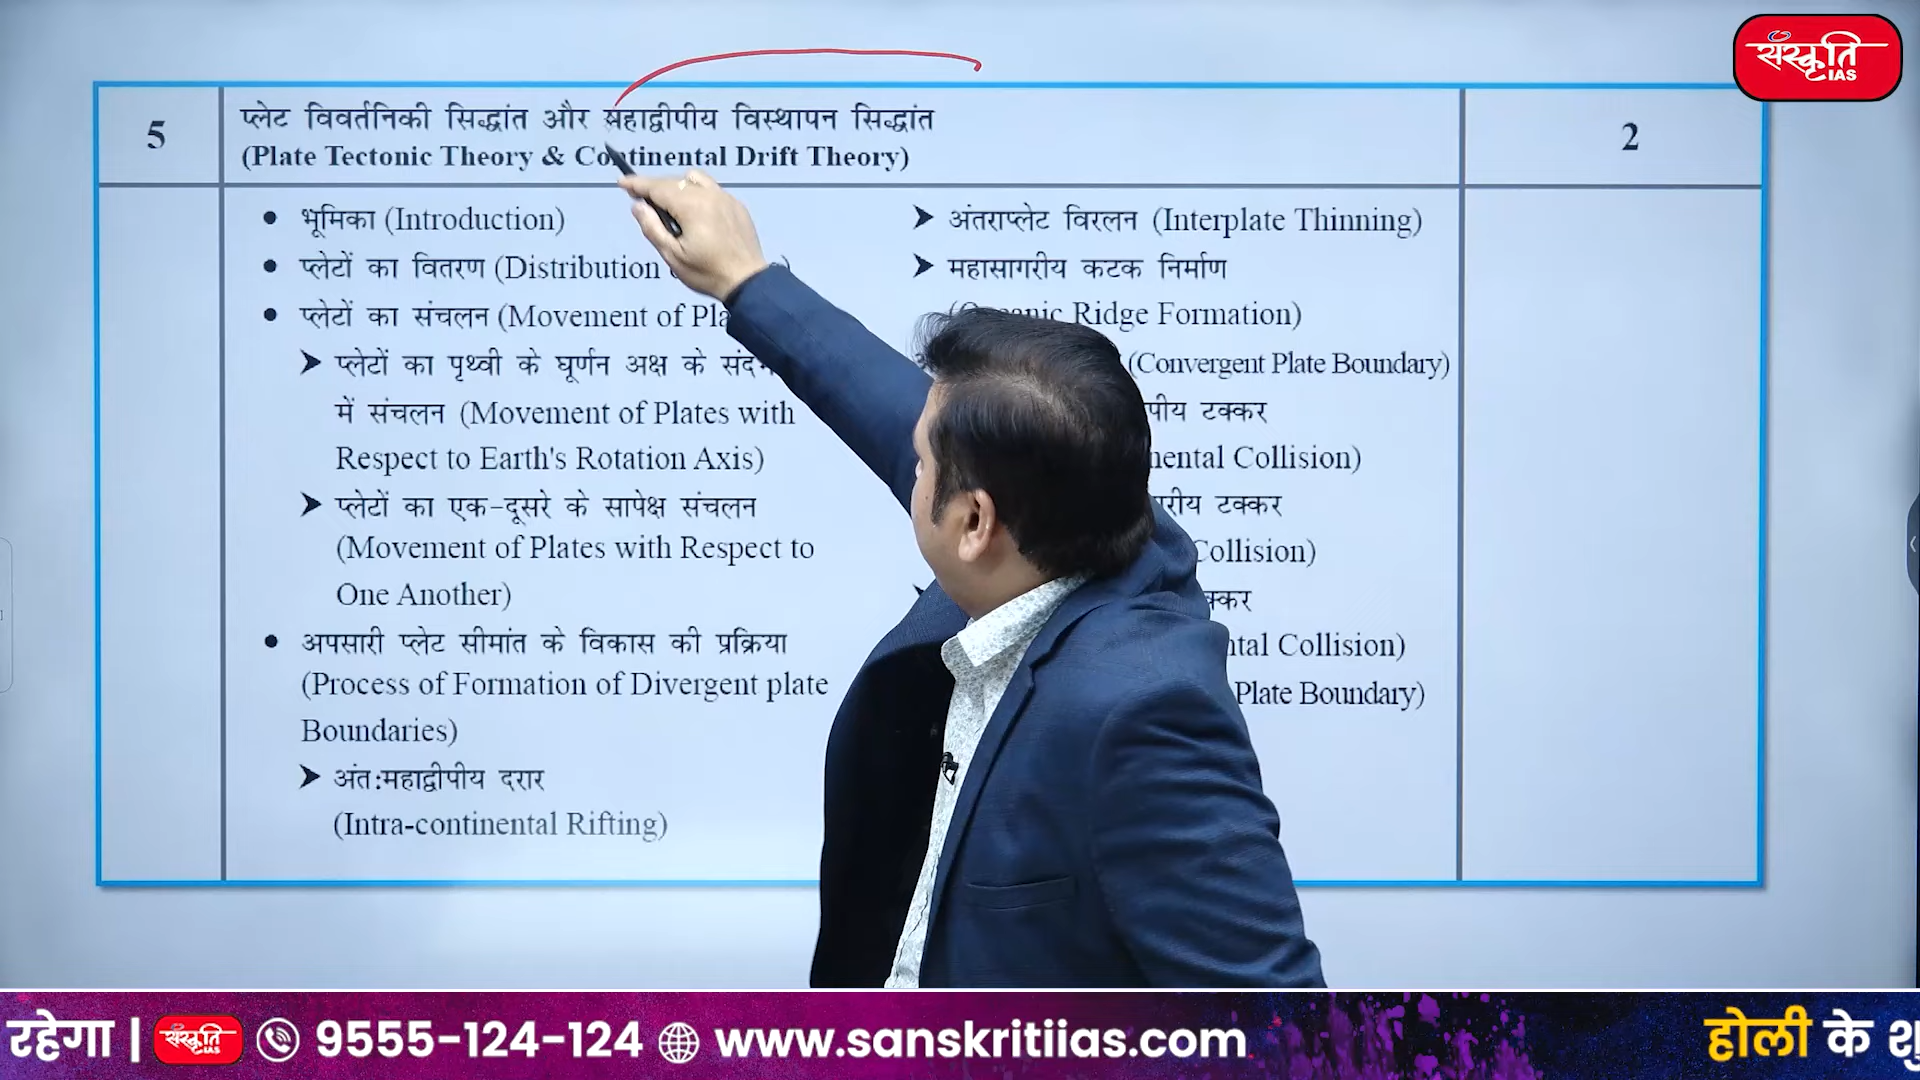 संस्कृति
IAS
5
प्लेट विवर्तनिकी सिद्धांत और महाद्वीपीय विस्थापन सिद्धांत
(Plate Tectonic Theory & Continental Drift Theory)
2
• भूमिका (Introduction)
• प्लेटों का वितरण (Distribution
• प्लेटों का संचलन (Movement of
➤ प्लेटों का पृथ्वी के घूर्णन अक्ष के
में संचलन (Movement of Plates with
Respect to Earth's Rotation Axis)
➤ प्लेटों का एक-दूसरे के सापेक्ष संचलन
(Movement of Plates with Respect to
One Another)
• अपसारी प्लेट सीमांत के विकास की प्रक्रिया
(Process of Formation of Divergent plate
Boundaries)
➤ अंत:महाद्वीपीय दरार
(Intra-continental Rifting)
➤ अंतराप्लेट विरलन (Interplate Thinning)
➤ महासागरीय कटक निर्माण
Ridge Formation)
(Convergent Plate Boundary)
टक्कर
Collision)
टक्कर
Collision)
Collision)
Plate Boundary)
रहेगा | संस्कृति IAS 9555-124-124 www.sanskritiias.com होली के